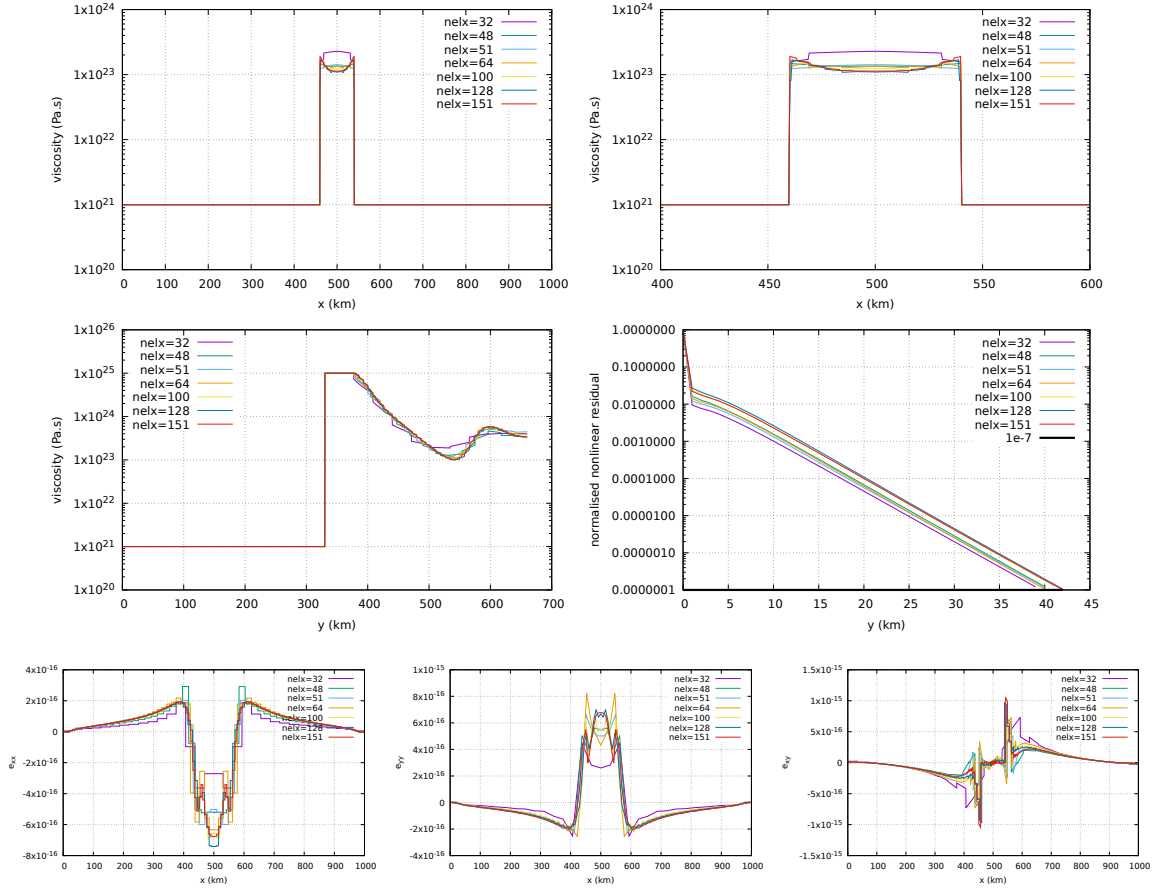 1x10^24
1x10^23
1x10^22
1x10^21
1x10^20
0 100 200 300 400 500 600 700 800 900 1000
viscosity (Pa.s)
x (km)
nelx=32
nelx=48
nelx=51
nelx=64
nelx=100
nelx=128
nelx=151
1x10^24
1x10^23
1x10^22
1x10^21
1x10^20
400 450 500 550 600
viscosity (Pa.s)
x (km)
nelx=32
nelx=48
nelx=51
nelx=64
nelx=100
nelx=128
nelx=151
1x10^26
1x10^25
1x10^24
1x10^23
1x10^22
1x10^21
1x10^20
0 100 200 300 400 500 600 700
viscosity (Pa.s)
y (km)
nelx=32
nelx=48
nelx=51
nelx=64
nelx=100
nelx=128
nelx=151
1.0000000
0.1000000
0.0100000
0.0010000
0.0001000
0.0000100
0.0000010
0.0000001
0 5 10 15 20 25 30 35 40 45
normalised nonlinear residual
y (km)
nelx=32
nelx=48
nelx=51
nelx=64
nelx=100
nelx=128
nelx=151
1e-7
4x10^-16
2x10^-16
0
-2x10^-16
-4x10^-16
-6x10^-16
-8x10^-16
0 100 200 300 400 500 600 700 800 900 1000
e_xx
x (km)
nelx=32
nelx=48
nelx=51
nelx=64
nelx=100
nelx=128
nelx=151
1x10^-15
8x10^-16
6x10^-16
4x10^-16
2x10^-16
0
-2x10^-16
-4x10^-16
0 100 200 300 400 500 600 700 800 900 1000
e_yy
x (km)
nelx=32
nelx=48
nelx=51
nelx=64
nelx=100
nelx=128
nelx=151
1.5x10^-15
1x10^-15
5x10^-16
0
-5x10^-16
-1x10^-15
-1.5x10^-15
0 100 200 300 400 500 600 700 800 900 1000
e_xy
x (km)
nelx=32
nelx=48
nelx=51
nelx=64
nelx=100
nelx=128
nelx=151